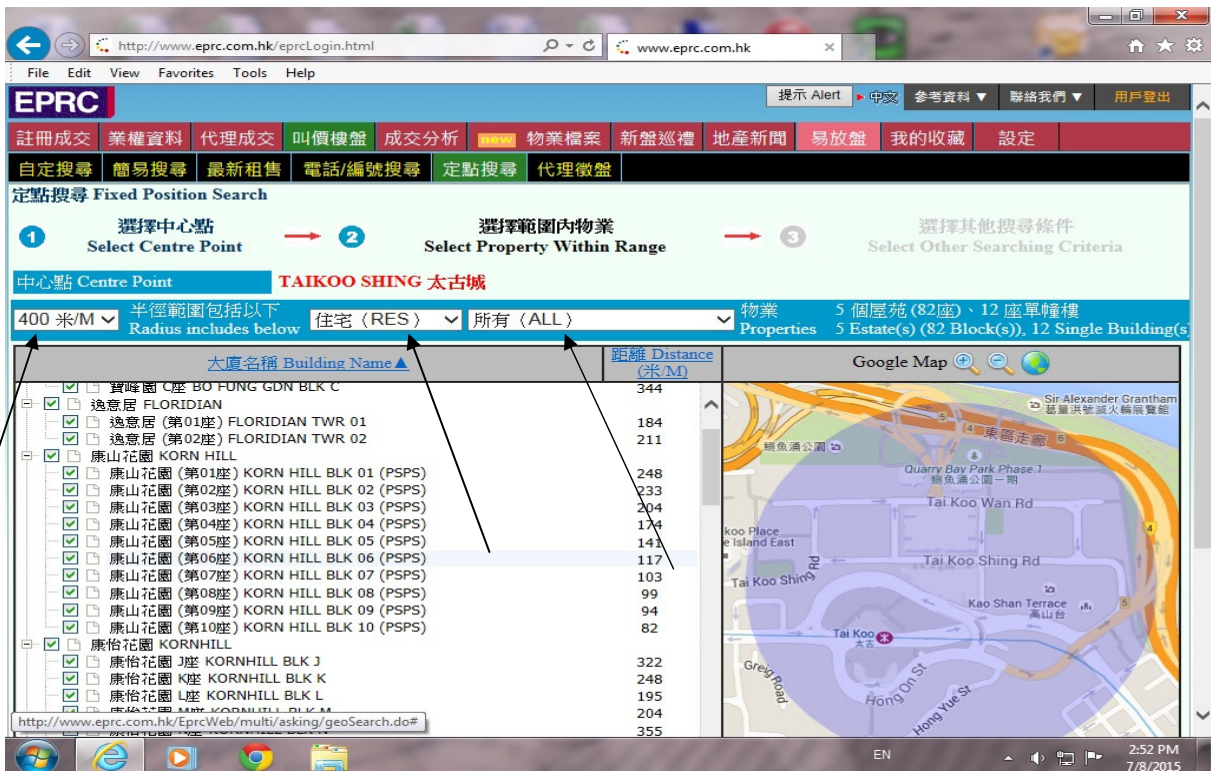 http://www.eprc.com.hk/eprcLogin.html
www.eprc.com.hk
File Edit View Favorites Tools Help
EPRC
提示 Alert 中文 參考資料 ▼ 聯絡我們 ▼ 用戶登出
註冊成交 業權資料 代理成交 叫價樓盤 成交分析 new 物業檔案 新盤巡禮 地產新聞 易放盤 我的收藏 設定
自定搜尋 簡易搜尋 最新租售 電話/編號搜尋 定點搜尋 代理徵盤
定點搜尋 Fixed Position Search
1 選擇中心點 Select Centre Point
2 選擇範圍內物業 Select Property Within Range
3 選擇其他搜尋條件 Select Other Searching Criteria
中心點 Centre Point TAIKOO SHING 太古城
400 米/M 半徑範圍包括以下 Radius includes below 住宅 (RES) 所有 (ALL) 物業 Properties
5 個屋苑 (82座)、12 座單幢樓
5 Estate(s) (82 Block(s)), 12 Single Building(s
大廈名稱 Building Name▲ 距離 Distance (米/M)
Google Map
寶峰園 C座 BO FUNG GDN BLK C 344
逸意居 FLORIDIAN
逸意居 (第01座) FLORIDIAN TWR 01 184
逸意居 (第02座) FLORIDIAN TWR 02 211
康山花園 KORN HILL
康山花園 (第01座) KORN HILL BLK 01 (PSPS) 248
康山花園 (第02座) KORN HILL BLK 02 (PSPS) 233
康山花園 (第03座) KORN HILL BLK 03 (PSPS) 204
康山花園 (第04座) KORN HILL BLK 04 (PSPS) 174
康山花園 (第05座) KORN HILL BLK 05 (PSPS) 141
康山花園 (第06座) KORN HILL BLK 06 (PSPS) 117
康山花園 (第07座) KORN HILL BLK 07 (PSPS) 103
康山花園 (第08座) KORN HILL BLK 08 (PSPS) 99
康山花園 (第09座) KORN HILL BLK 09 (PSPS) 94
康山花園 (第10座) KORN HILL BLK 10 (PSPS) 82
康怡花園 KORNHILL
康怡花園 J座 KORNHILL BLK J 322
康怡花園 K座 KORNHILL BLK K 248
康怡花園 L座 KORNHILL BLK L 195
204
355
http://www.eprc.com.hk/EprcWeb/multi/asking/geoSearch.do#
Sir Alexander Grantham
葛量洪號滅火輪展覽館
5
4
東區走廊 6
鰂魚涌公園
Quarry Bay Park Phase 1
鰂魚涌公園一期
Tai Koo Wan Rd
koo Place
e Island East
4
Tai Koo Shing Rd
Tai Koo Shing
Rd
Kao Shan Terrace
高山台
5
Tai Koo
太古
Greig Road
Hong On St
Hong Yue St
EN
2:52 PM
7/8/2015